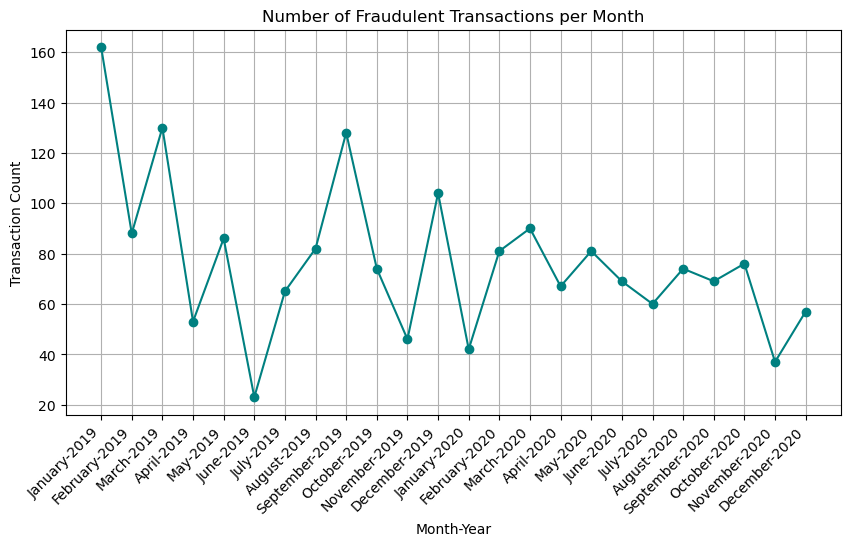 Number of Fraudulent Transactions per Month
Transaction Count
160
140
120
100
80
60
40
20
January-2019
February-2019
March-2019
April-2019
May-2019
June-2019
July-2019
August-2019
September-2019
October-2019
November-2019
December-2019
January-2020
February-2020
March-2020
April-2020
May-2020
June-2020
July-2020
August-2020
September-2020
October-2020
November-2020
December-2020
Month-Year